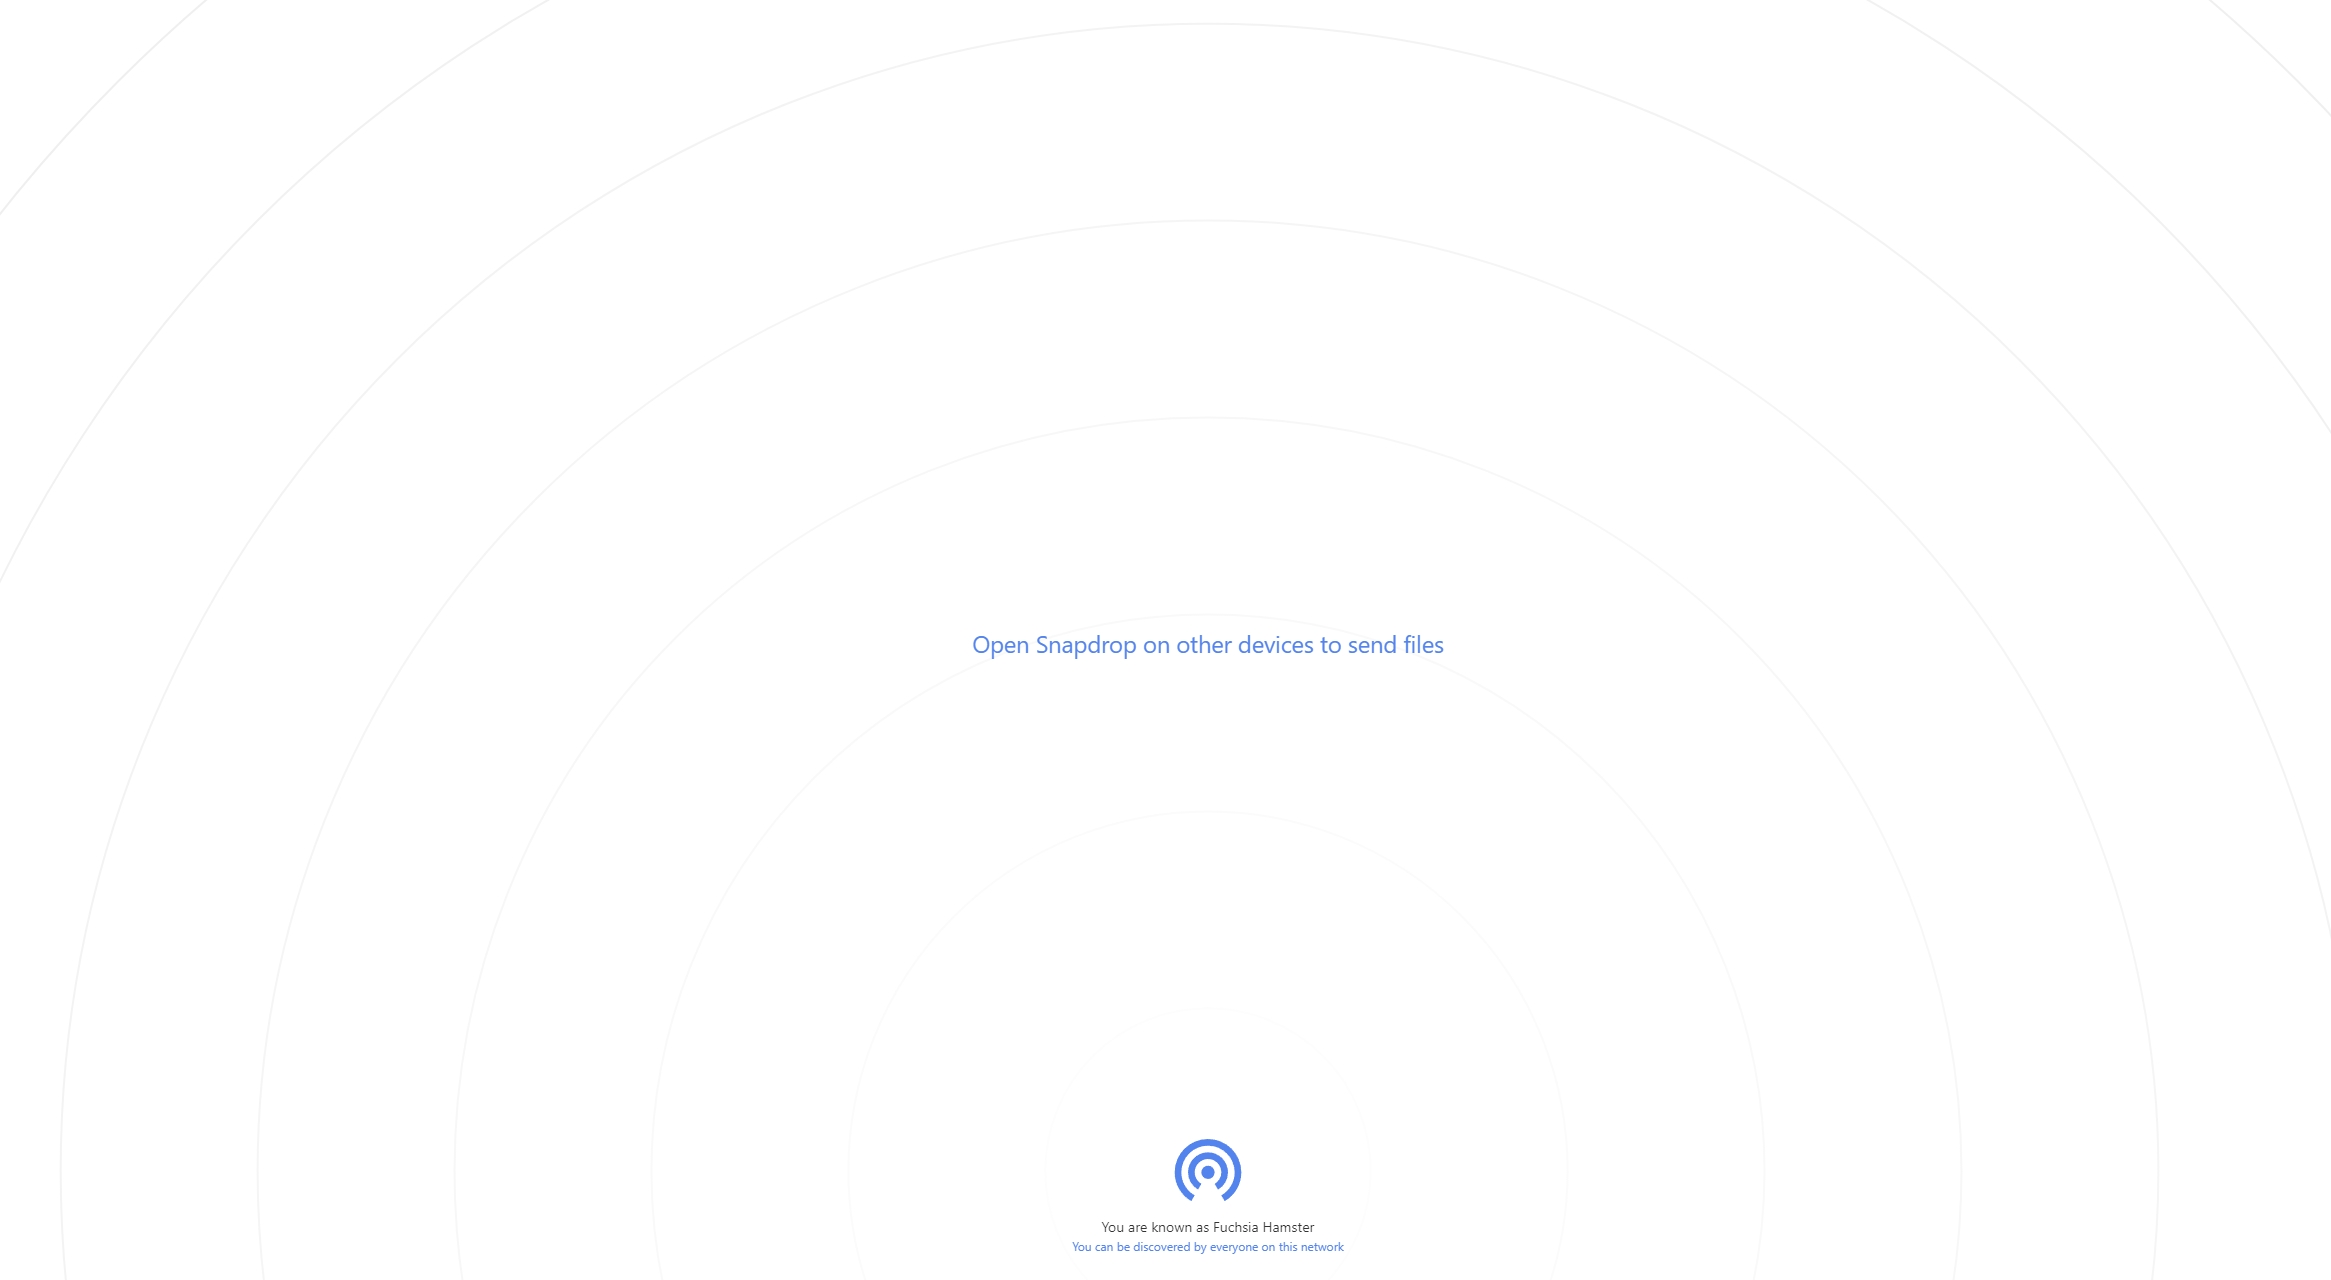 Open Snapdrop on other devices to send files
You are known as Fuchsia Hamster
You can be discovered by everyone on this network